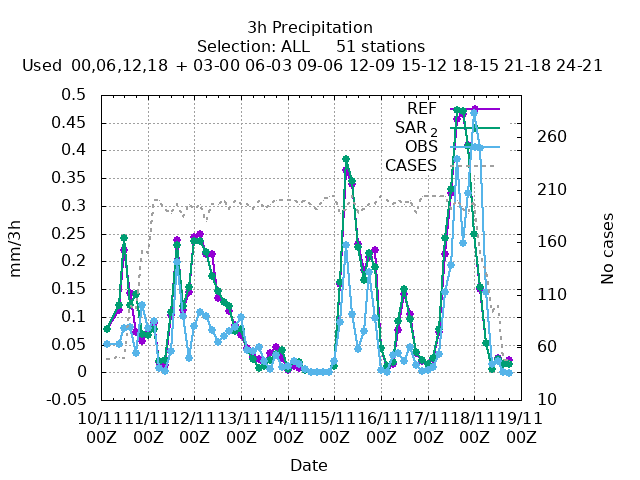 3h Precipitation
Selection: ALL 51 stations
Used 00,06,12,18 + 03-00 06-03 09-06 12-09 15-12 18-15 21-18 24-21
0.5
0.45
0.4
0.35
0.3
0.25
0.2
0.15
0.1
0.05
0
-0.05
mm/3h
REF
SAR 2
OBS
CASES
260
210
160
110
60
10
No cases
10/11 11/11 12/11 13/11 14/11 15/11 16/11 17/11 18/11 19/11
00Z 00Z 00Z 00Z 00Z 00Z 00Z 00Z 00Z 00Z
Date